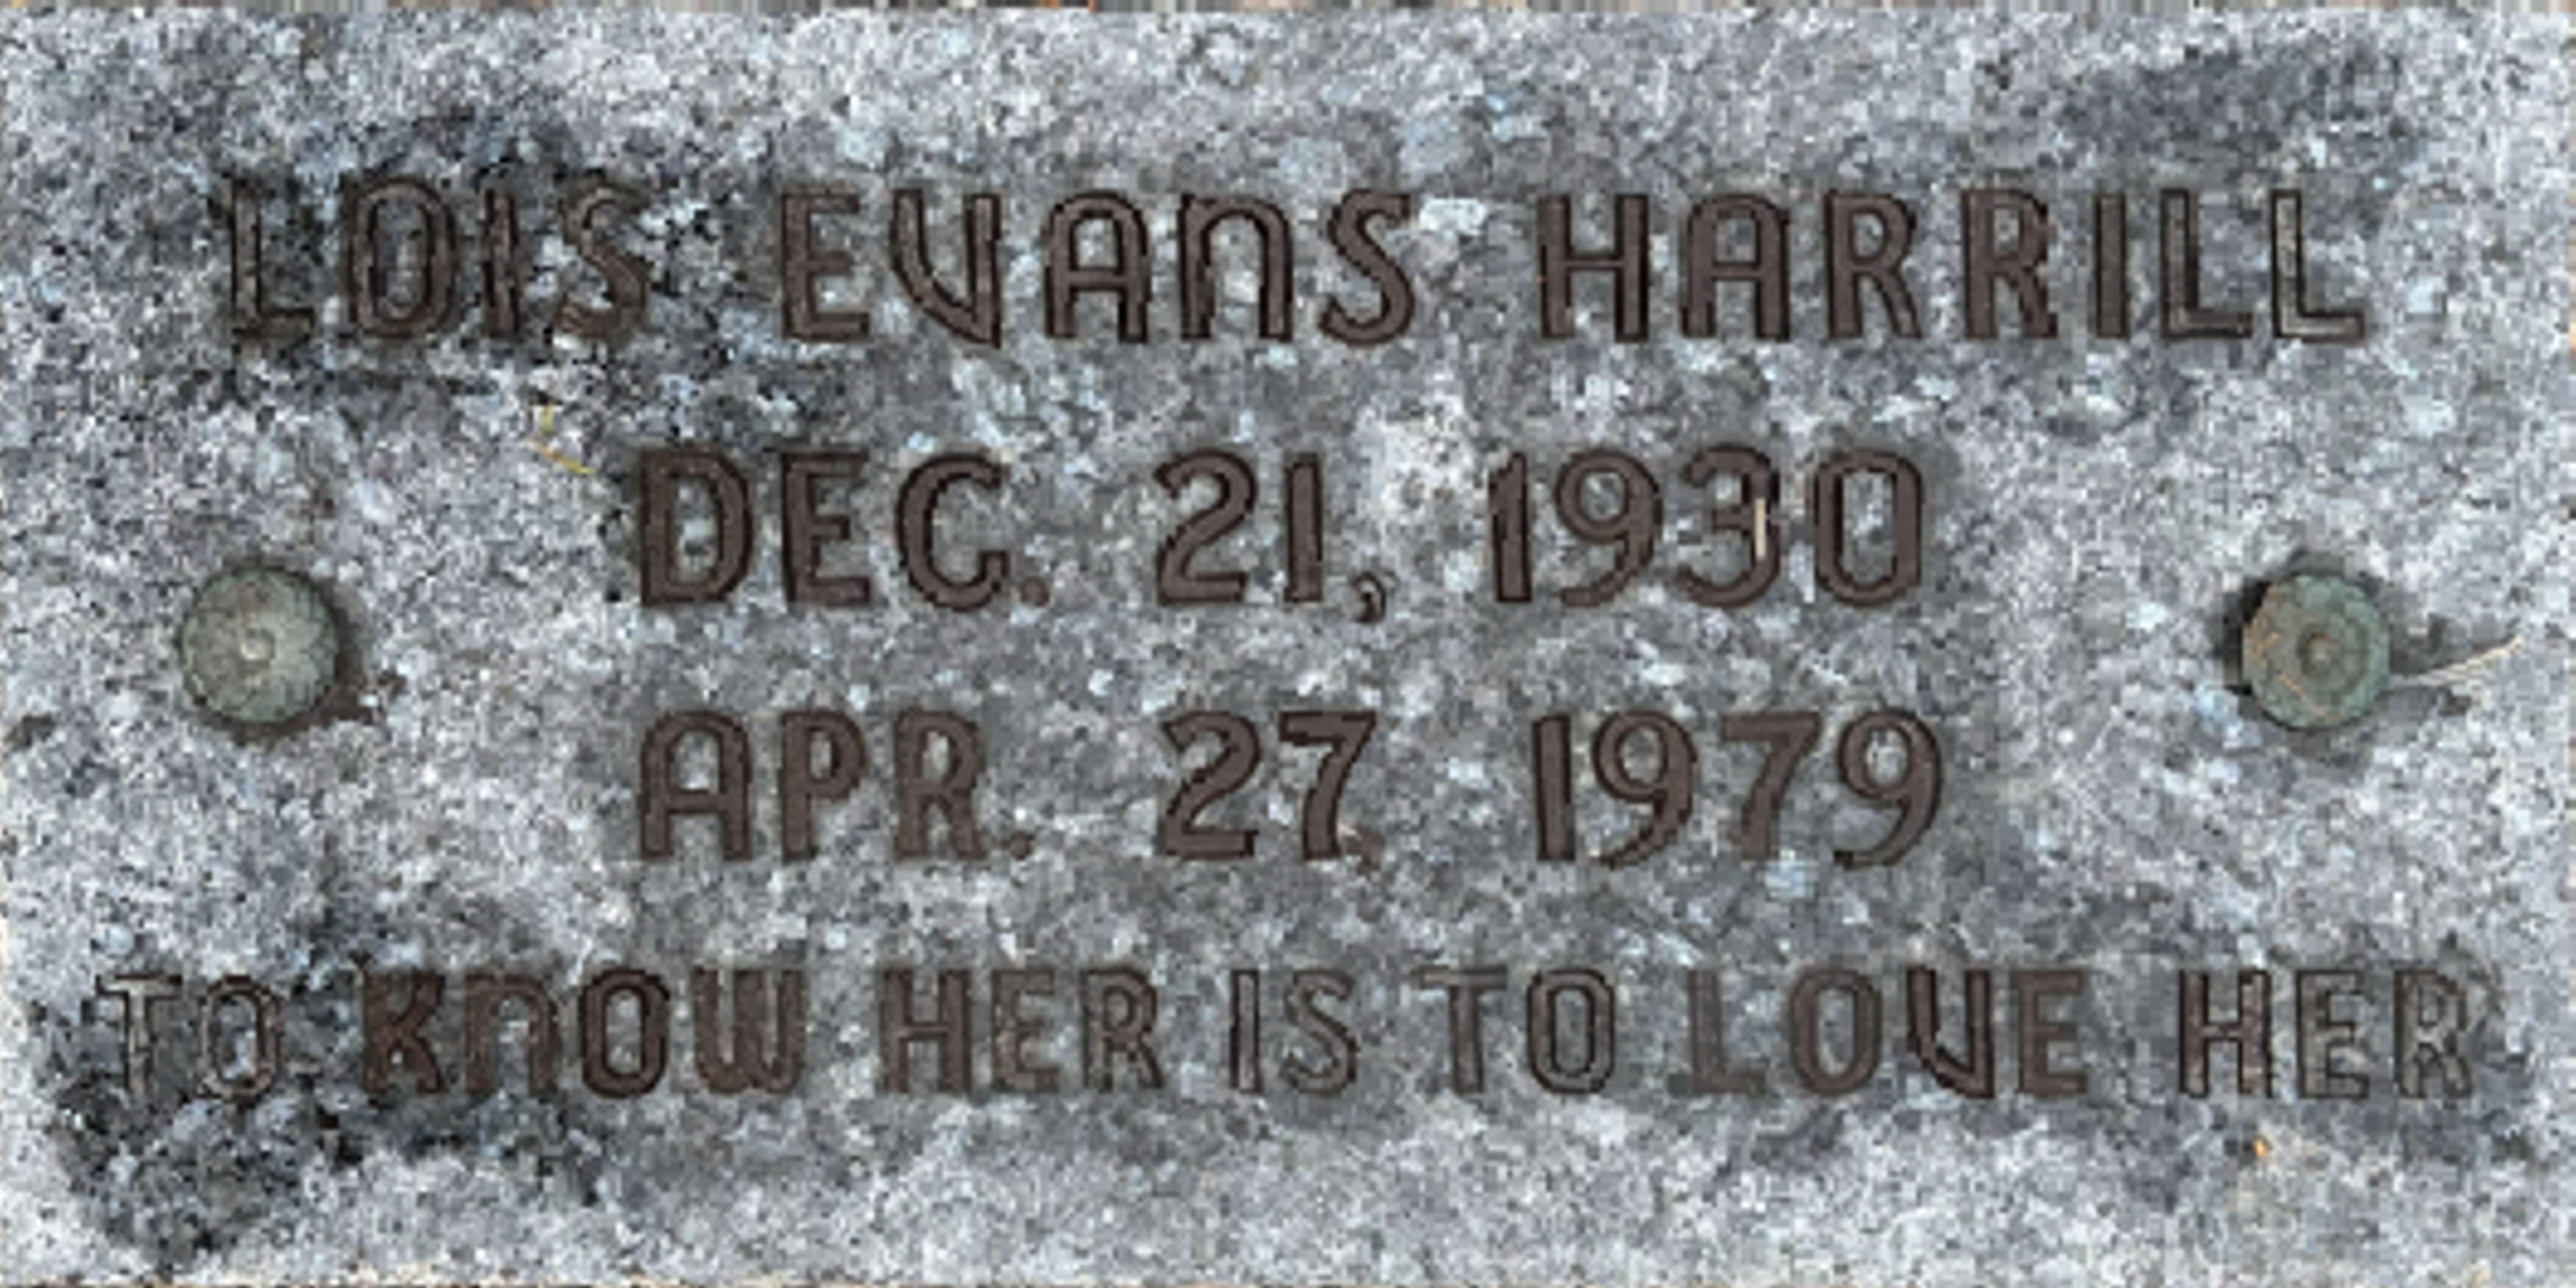 LOIS EVANS HARRILL
DEC. 21, 1930
APR. 27, 1979
TO KNOW HER IS TO LOVE HER